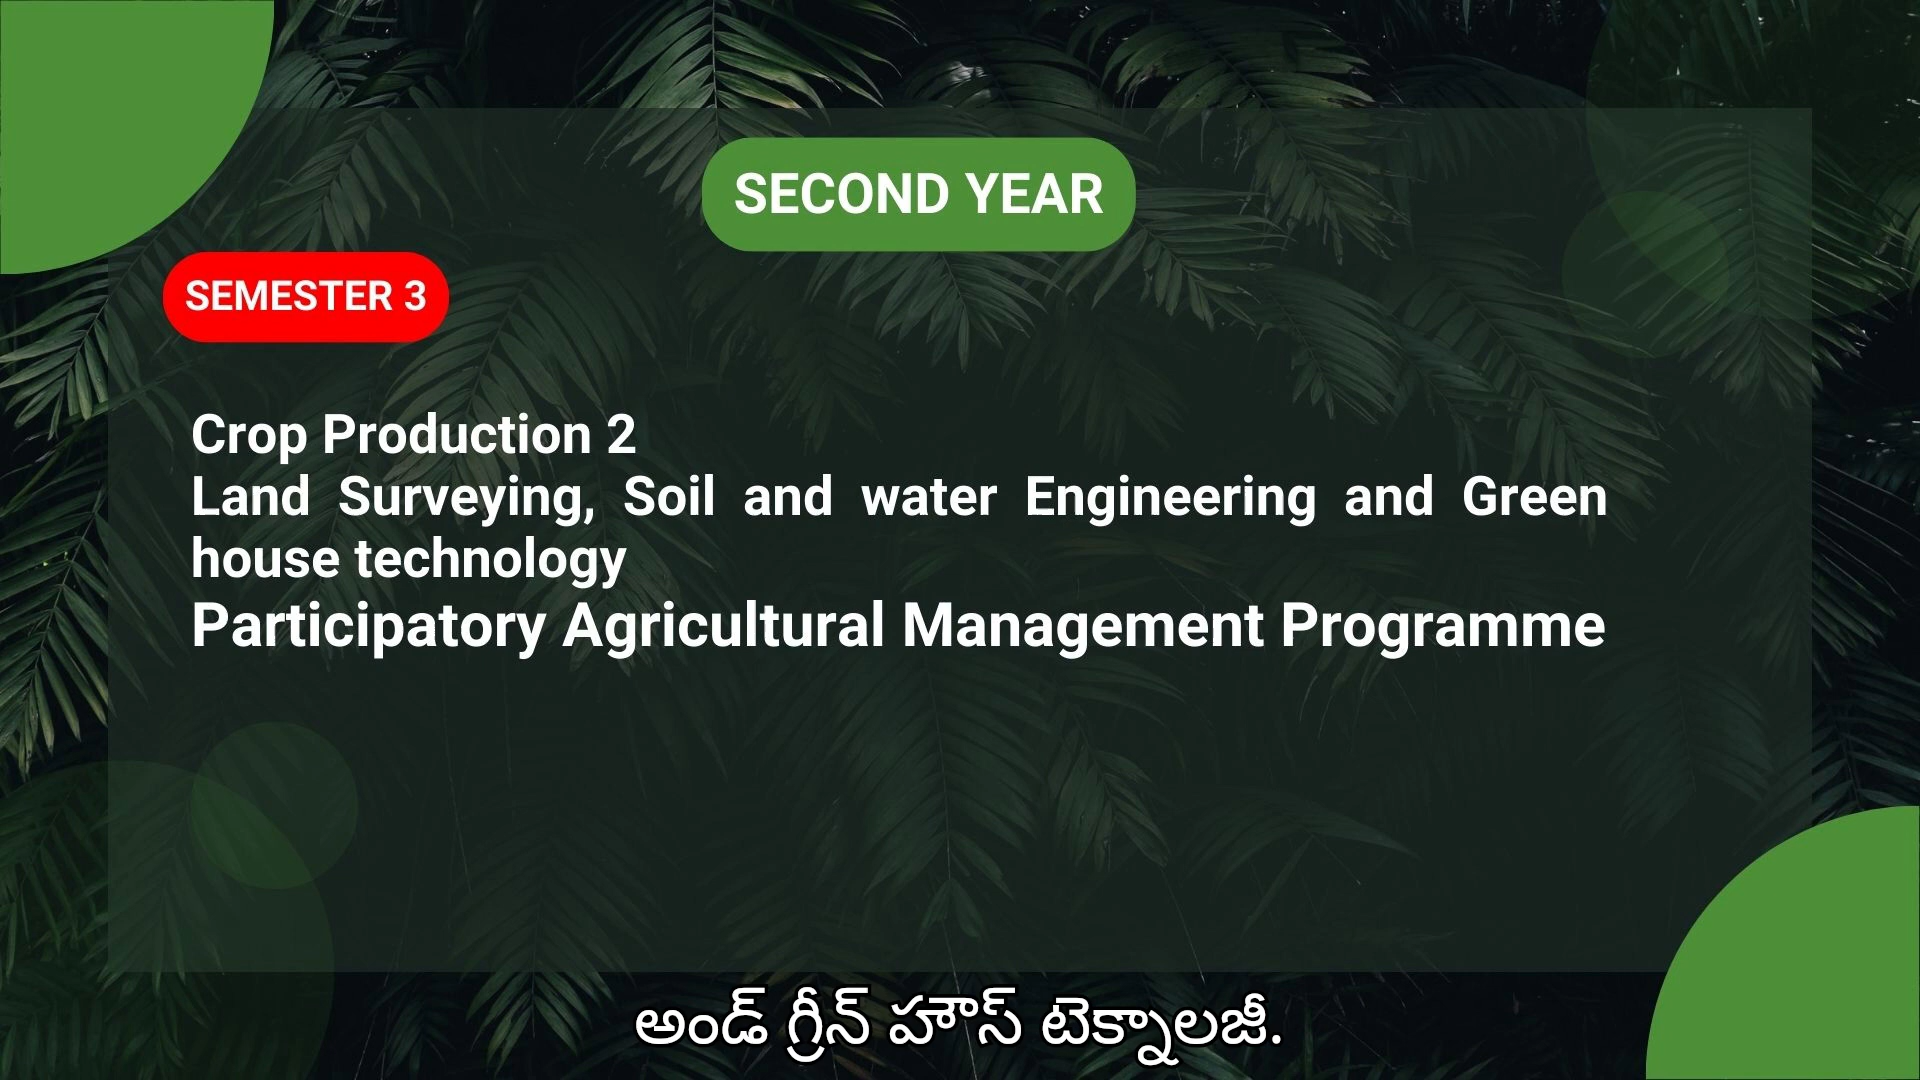 SECOND YEAR
SEMESTER 3
Crop Production 2
Land Surveying, Soil and water Engineering and Green
house technology
Participatory Agricultural Management Programme
అండ్ గ్రీన్ హౌస్ టెక్నాలజీ.